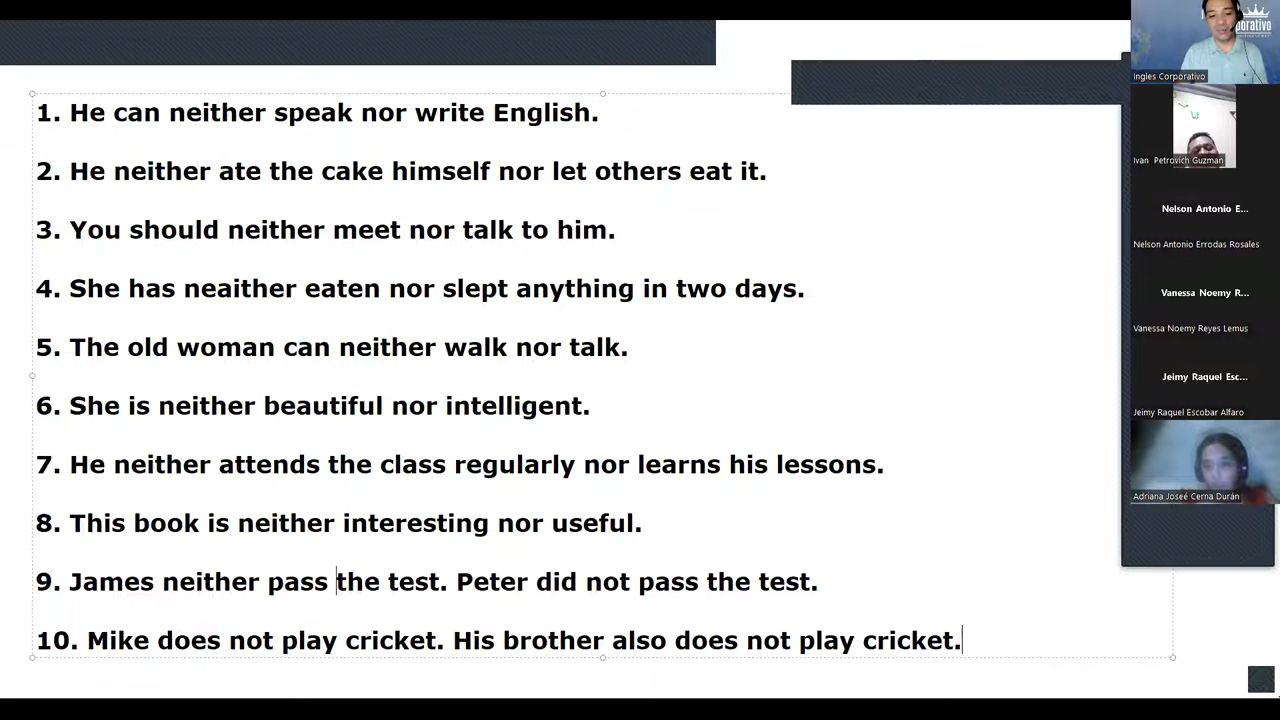 1. He can neither speak nor write English.
2. He neither ate the cake himself nor let others eat it.
3. You should neither meet nor talk to him.
4. She has neaither eaten nor slept anything in two days.
5. The old woman can neither walk nor talk.
6. She is neither beautiful nor intelligent.
7. He neither attends the class regularly nor learns his lessons.
8. This book is neither interesting nor useful.
9. James neither pass the test. Peter did not pass the test.
10. Mike does not play cricket. His brother also does not play cricket.
Ingles Corporativo
Ivan Petrovich Guzman
Nelson Antonio E...
Nelson Antonio Errodas Rosales
Vanessa Noemy R...
Vanessa Noemy Reyes Lemus
Jeimy Raquel Esc...
Jeimy Raquel Escobar Alfaro
Adriana Joseé Cerna Durán